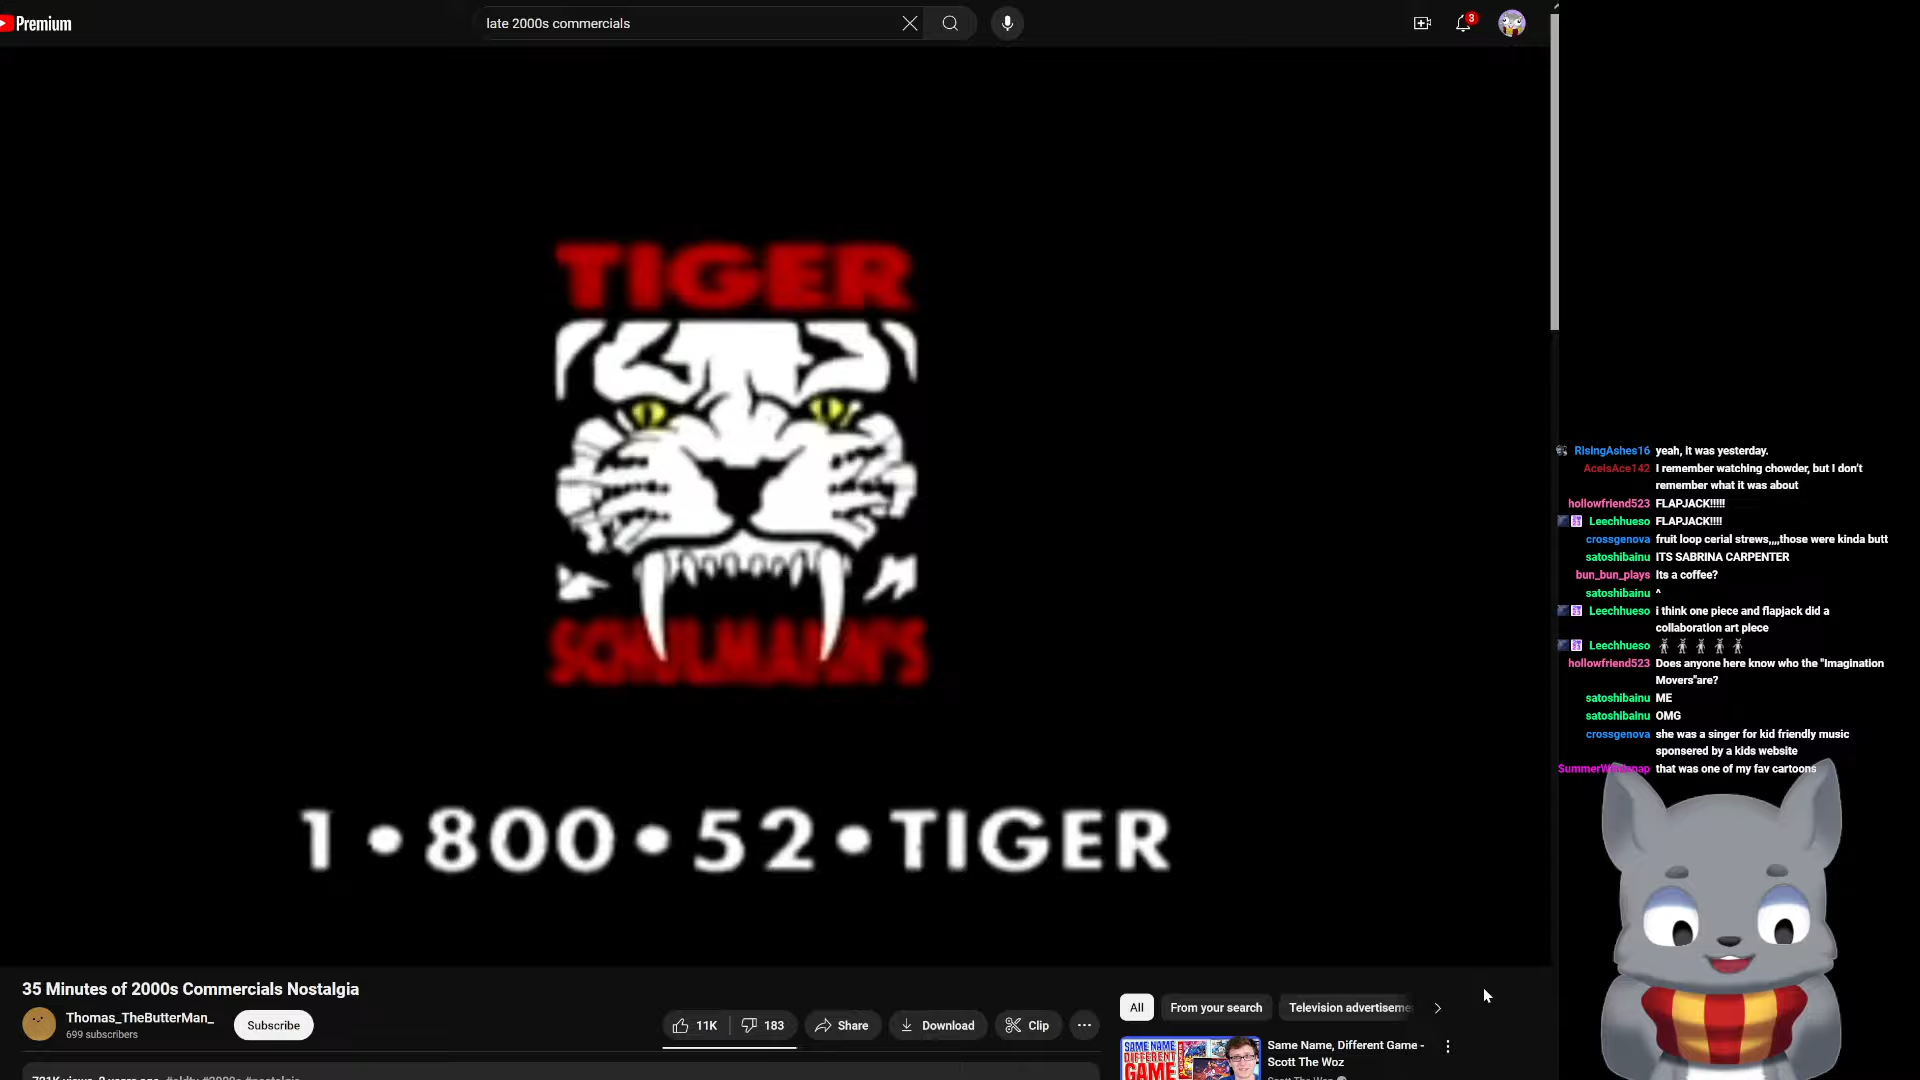 Premium
late 2000s commercials
3
TIGER
SCHULMANN'S
1•800•52•TIGER
RisingAshes16 yeah, it was yesterday.
AceisAce142 I remember watching chowder, but I don't
remember what it was about
hollowfriend523 FLAPJACK!!!!!
Leechhueso FLAPJACK!!!!
crossgenova fruit loop cerial strews,,,,those were kinda butt
satoshibainu ITS SABRINA CARPENTER
bun_bun_plays Its a coffee?
satoshibainu ^
Leechhueso i think one piece and flapjack did a
collaboration art piece
Leechhueso
hollowfriend523 Does anyone here know who the "Imagination
Movers"are?
satoshibainu ME
satoshibainu OMG
crossgenova she was a singer for kid friendly music
sponsered by a kids website
that was one of my fav cartoons
35 Minutes of 2000s Commercials Nostalgia
Thomas_TheButterMan_
699 subscribers
Subscribe
11K
183
Share
Download
Clip
All
From your search
Television advertiseme
SAME NAME
DIFFERENT
GAME
Same Name, Different Game -
Scott The Woz